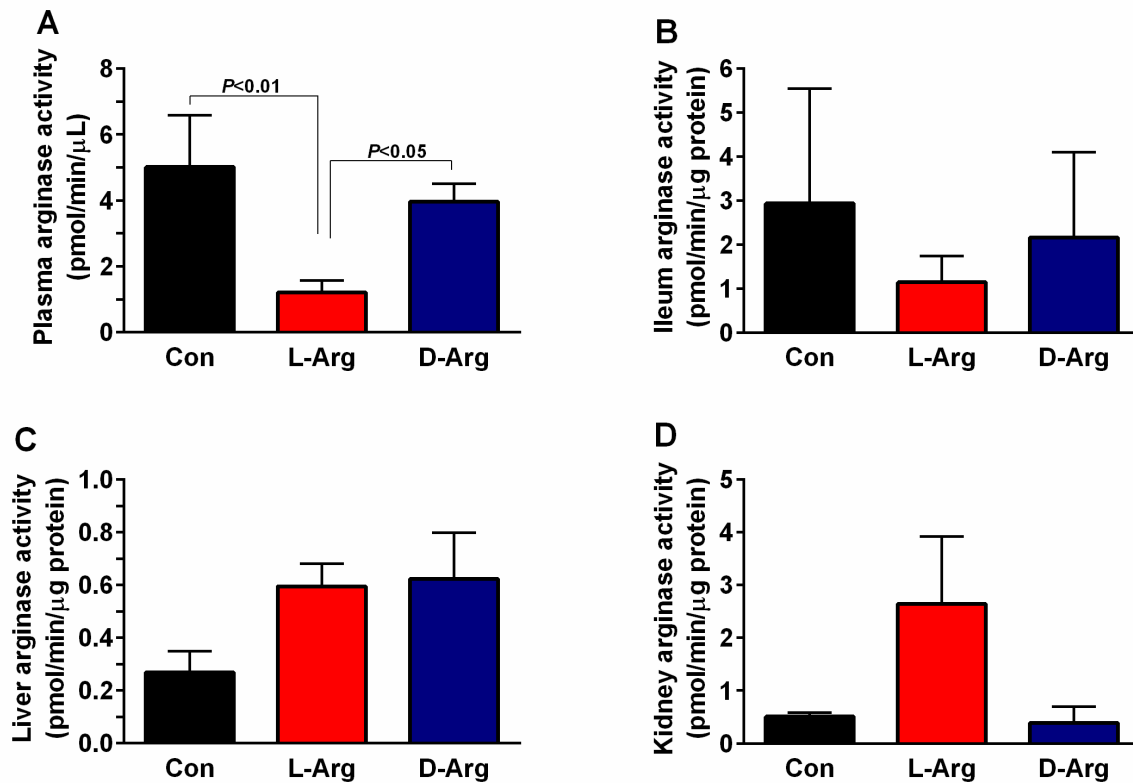 A
Plasma arginase activity
(pmol/min/μL)
8
6
4
2
0
P<0.01
P<0.05
Con L-Arg D-Arg
B
Ileum arginase activity
(pmol/min/μg protein)
6
5
4
3
2
1
0
Con L-Arg D-Arg
C
Liver arginase activity
(pmol/min/μg protein)
1.0
0.8
0.6
0.4
0.2
0.0
Con L-Arg D-Arg
D
Kidney arginase activity
(pmol/min/μg protein)
5
4
3
2
1
0
Con L-Arg D-Arg